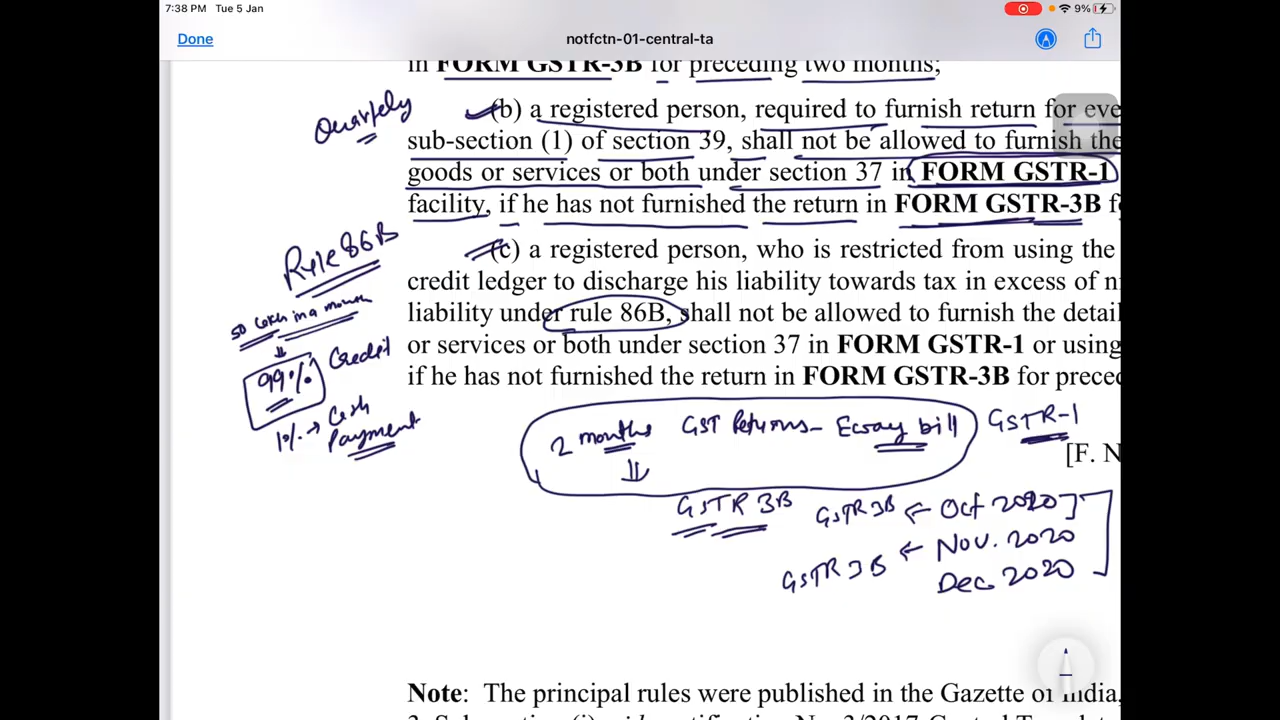 7:38 PM Tue 5 Jan
9%
Done
notfctn-01-central-ta
in FORM GSTR-3B for preceding two months;
Quartely
(b) a registered person, required to furnish return for eve
sub-section (1) of section 39, shall not be allowed to furnish the
goods or services or both under section 37 in FORM GSTR-1
facility, if he has not furnished the return in FORM GSTR-3B f
Rule 86B
(c) a registered person, who is restricted from using the
credit ledger to discharge his liability towards tax in excess of ni
50 lakh in a month
liability under rule 86B, shall not be allowed to furnish the detail
or services or both under section 37 in FORM GSTR-1 or using
99% Credit
if he has not furnished the return in FORM GSTR-3B for prece
1% → Cash
Payment
2 months GST Returns - Eway bill GSTR-1
[F. N
GSTR 3B GSTR3B ← Oct 2020
GSTR 3B ← Nov. 2020
Dec 2020
Note: The principal rules were published in the Gazette of India,
3, Sub-section (i)